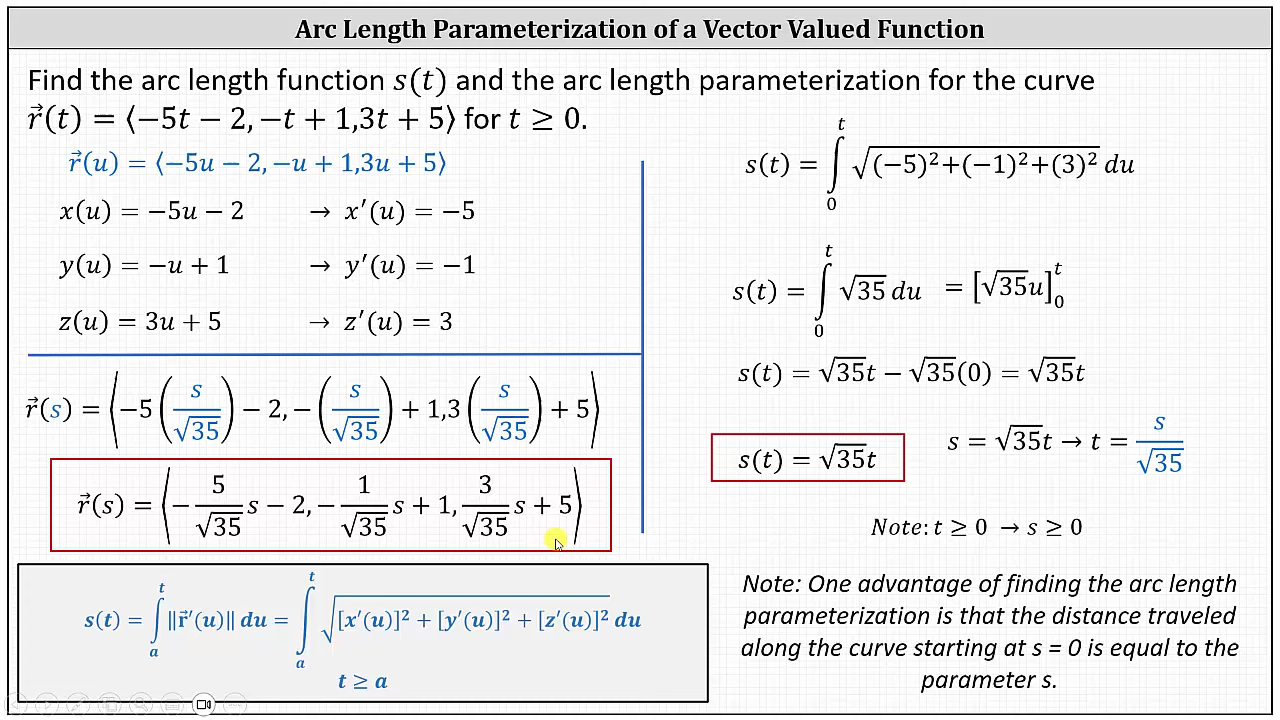 Arc Length Parameterization of a Vector Valued Function
Find the arc length function s(t) and the arc length parameterization for the curve
r⃗(t) = ⟨−5t − 2, −t + 1,3t + 5⟩ for t ≥ 0.
r⃗(u) = ⟨−5u − 2, −u + 1,3u + 5⟩
x(u) = −5u − 2 → x′(u) = −5
y(u) = −u + 1 → y′(u) = −1
z(u) = 3u + 5 → z′(u) = 3
r⃗(s) = ⟨−5(s/√35) − 2, −(s/√35) + 1,3(s/√35) + 5⟩
r⃗(s) = ⟨−5/√35 s − 2, −1/√35 s + 1, 3/√35 s + 5⟩
s(t) = ∫ₐᵗ ‖r⃗′(u)‖ du = ∫ₐᵗ √([x′(u)]² + [y′(u)]² + [z′(u)]²) du
t ≥ a
s(t) = ∫₀ᵗ √((−5)²+(−1)²+(3)²) du
s(t) = ∫₀ᵗ √35 du = [√35u]₀ᵗ
s(t) = √35t − √35(0) = √35t
s(t) = √35t
s = √35t → t = s/√35
Note: t ≥ 0 → s ≥ 0
Note: One advantage of finding the arc length
parameterization is that the distance traveled
along the curve starting at s = 0 is equal to the
parameter s.